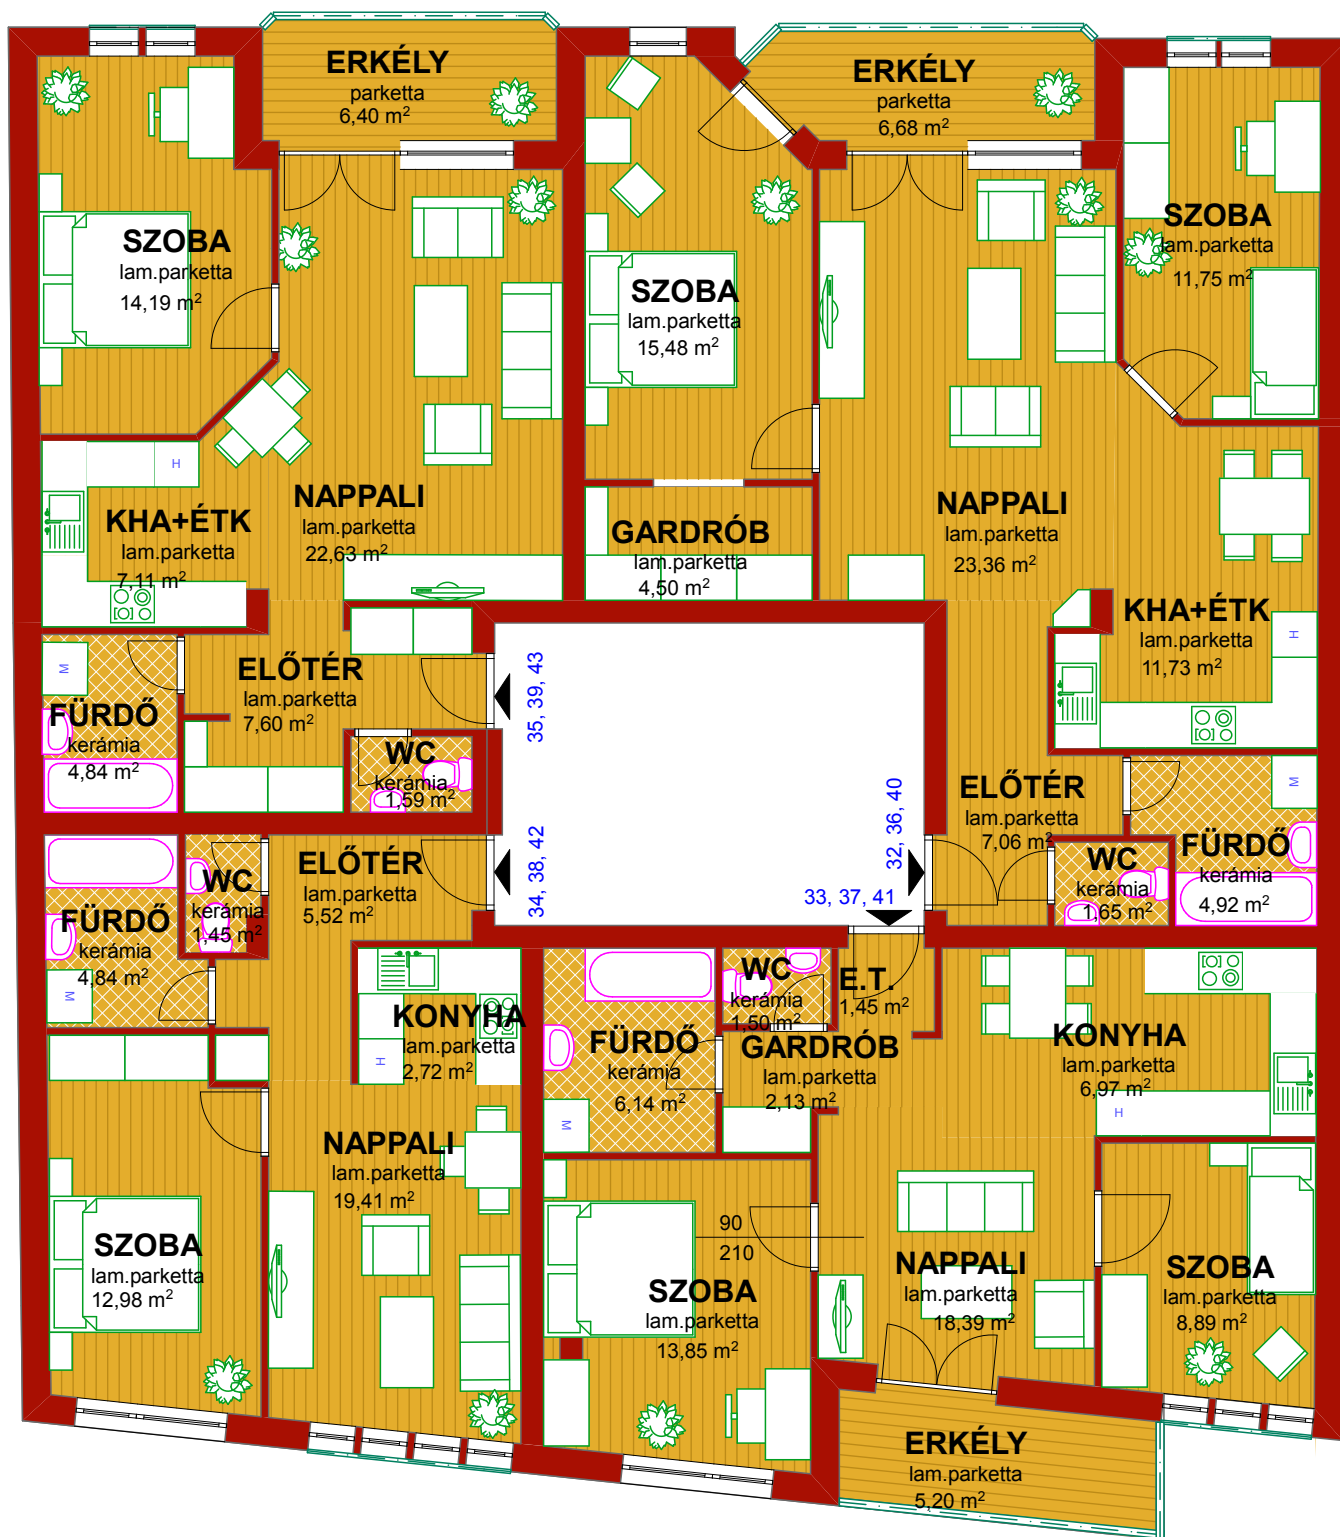 ERKÉLY
parketta
6,40 m²
ERKÉLY
parketta
6,68 m²
SZOBA
lam.parketta
14,19 m²
SZOBA
lam.parketta
15,48 m²
SZOBA
lam.parketta
11,75 m²
NAPPALI
lam.parketta
22,63 m²
KHA+ÉTK
lam.parketta
7,11 m²
H
GARDRÓB
lam.parketta
4,50 m²
NAPPALI
lam.parketta
23,36 m²
KHA+ÉTK
lam.parketta
11,73 m²
H
ELŐTÉR
lam.parketta
7,60 m²
M
FÜRDŐ
kerámia
4,84 m²
WC
kerámia
1,59 m²
35, 39, 43
34, 38, 42
32, 36, 40
33, 37, 41
ELŐTÉR
lam.parketta
7,06 m²
M
FÜRDŐ
kerámia
4,92 m²
WC
kerámia
1,65 m²
ELŐTÉR
lam.parketta
5,52 m²
WC
kerámia
1,45 m²
FÜRDŐ
kerámia
4,84 m²
M
KONYHA
lam.parketta
2,72 m²
H
FÜRDŐ
kerámia
6,14 m²
M
WC
kerámia
1,50 m²
E.T.
1,45 m²
GARDRÓB
lam.parketta
2,13 m²
KONYHA
lam.parketta
6,97 m²
H
NAPPALI
lam.parketta
19,41 m²
SZOBA
lam.parketta
12,98 m²
90
210
SZOBA
lam.parketta
13,85 m²
NAPPALI
lam.parketta
18,39 m²
SZOBA
lam.parketta
8,89 m²
ERKÉLY
lam.parketta
5,20 m²